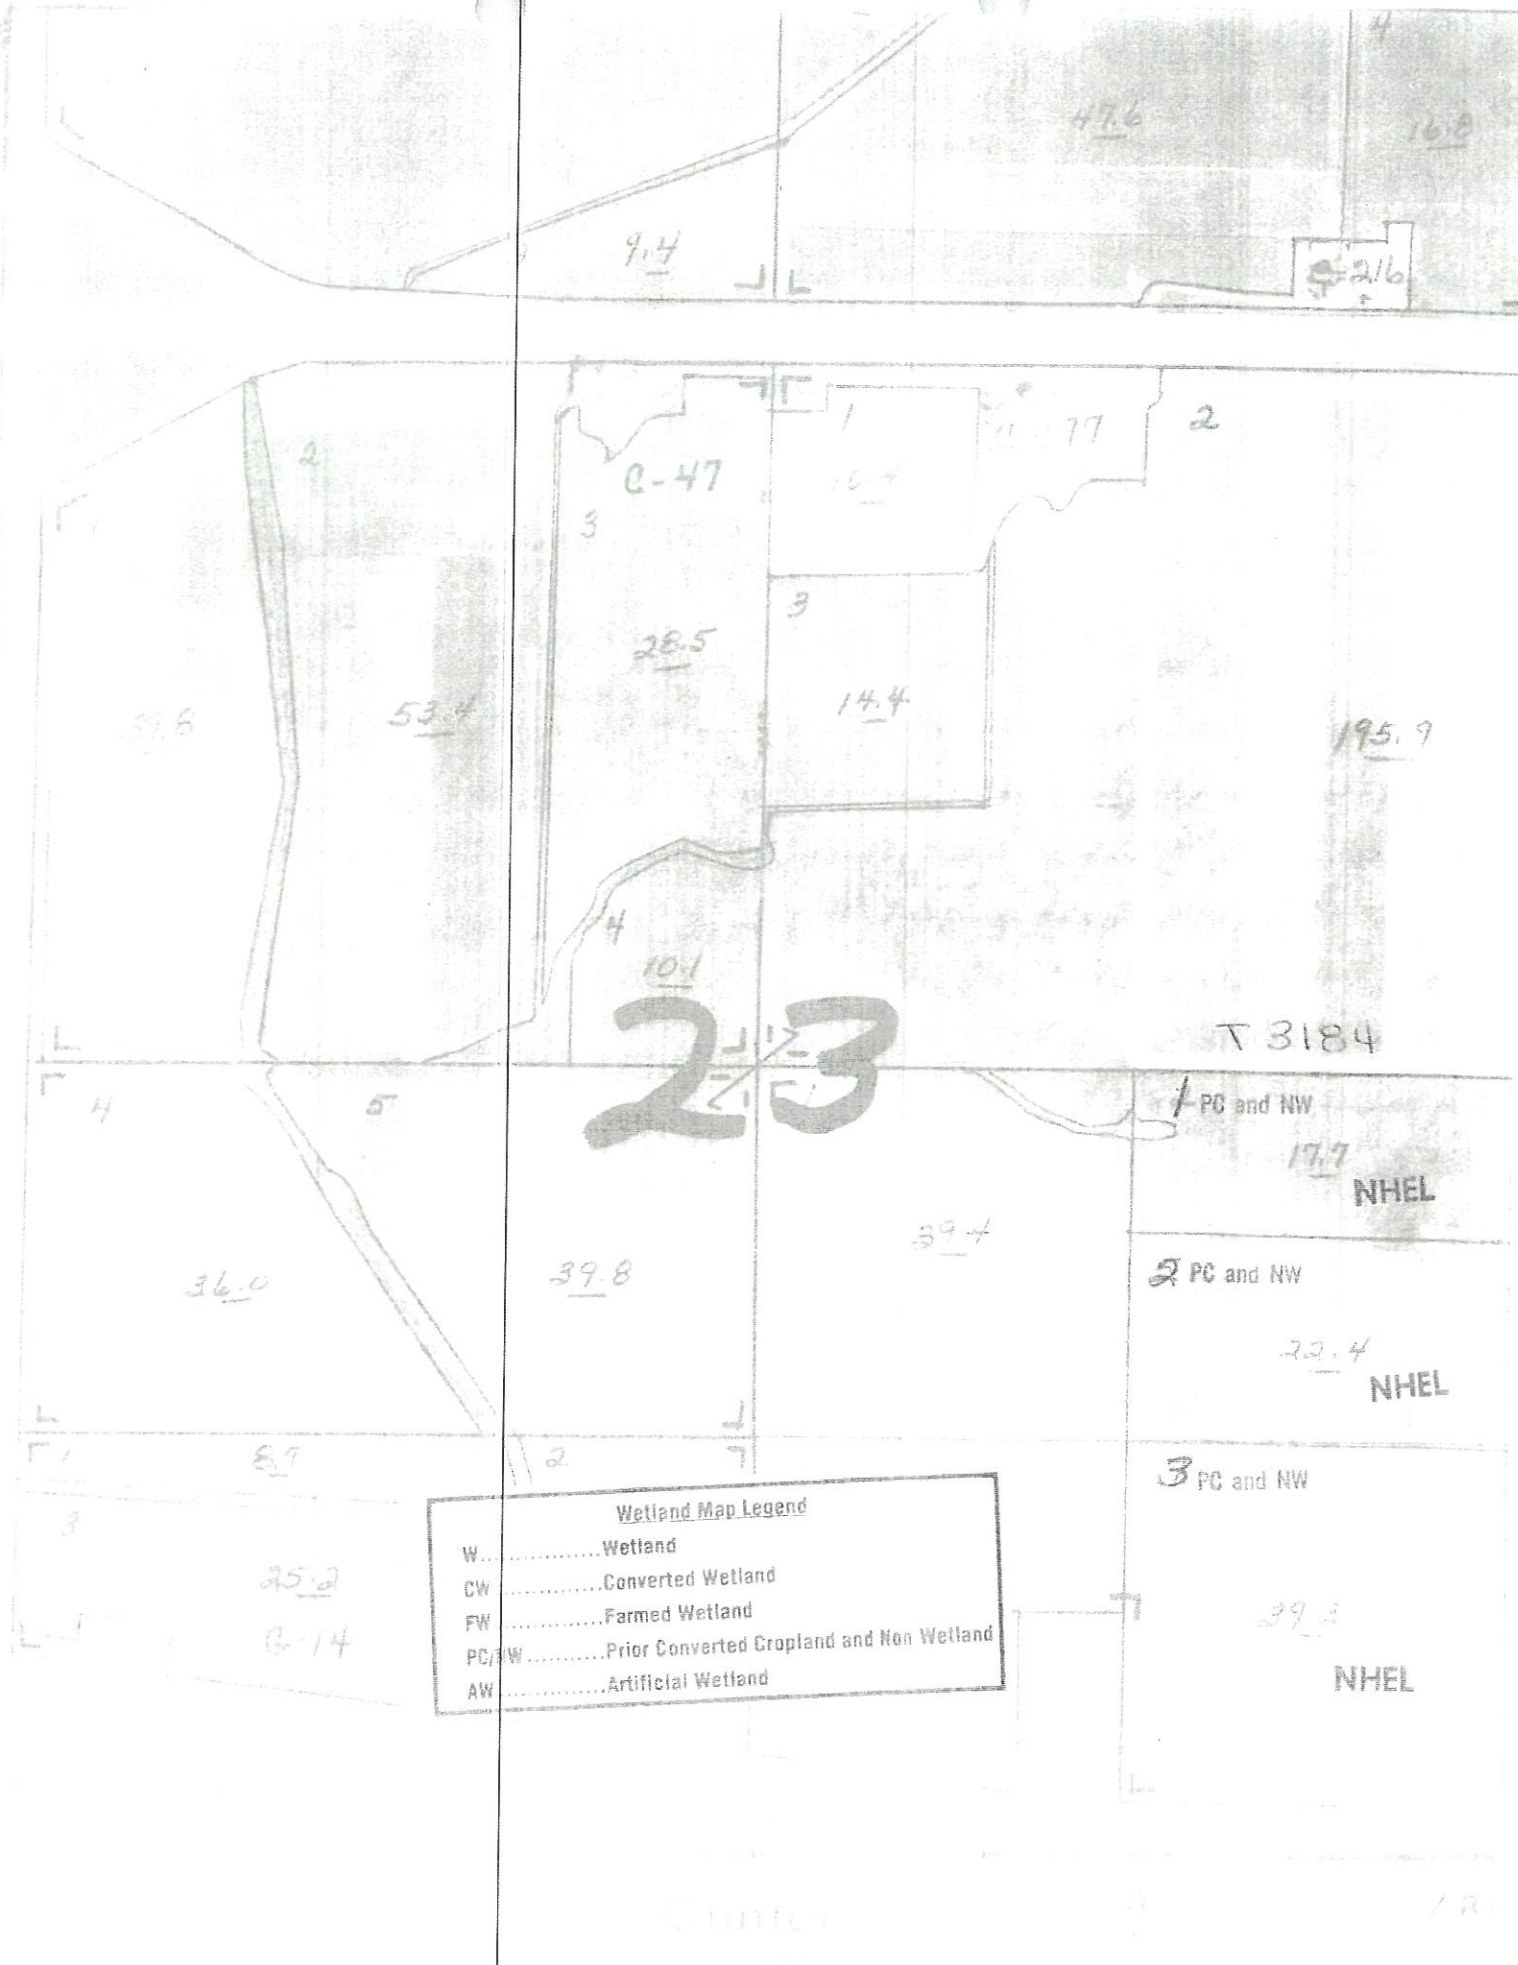 4
47.6
16.8
9.4
C-216
2
C-47
1
77
2
3
28.5
3
14.4
53.4
195.9
4
10.1
23
T 3184
4
5
1 PC and NW
17.7
NHEL
36.0
39.8
39.4
2 PC and NW
22.4
NHEL
1
8.7
2
3 PC and NW
3
25.2
C-14
Wetland Map Legend
W...............Wetland
CW.............Converted Wetland
FW..............Farmed Wetland
PC/NW..........Prior Converted Cropland and Non Wetland
AW..............Artificial Wetland
NHEL